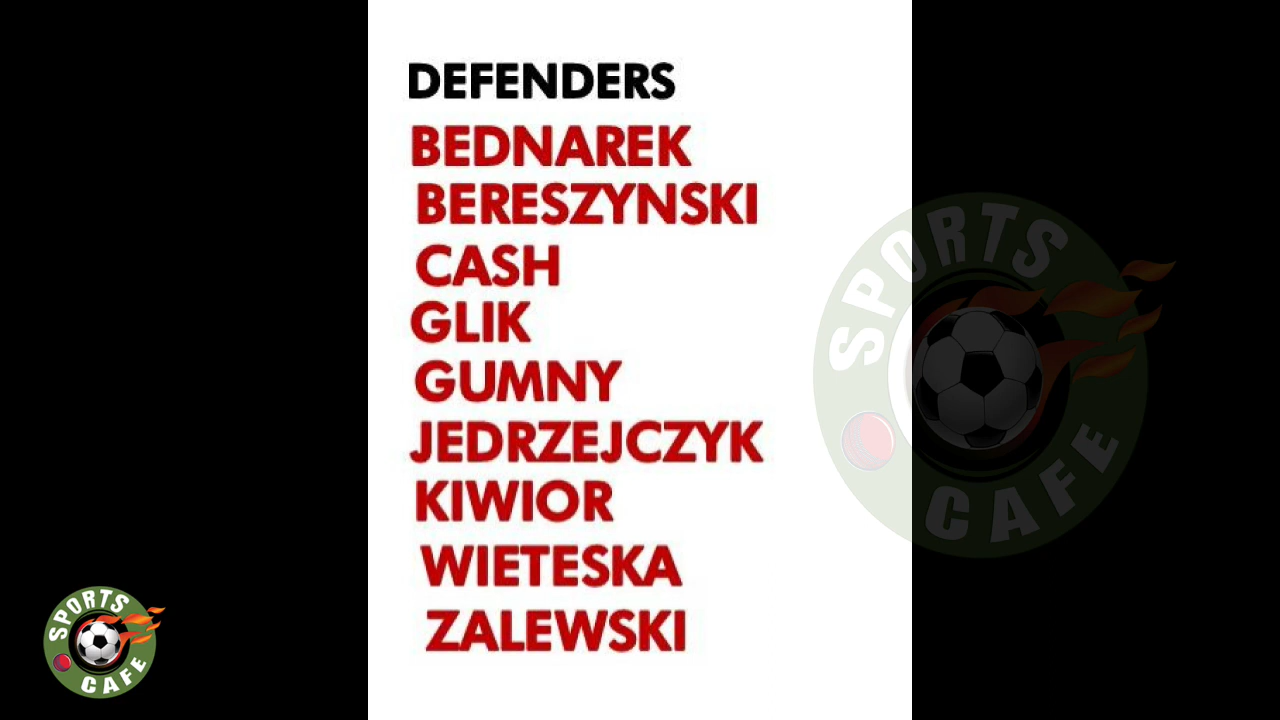 DEFENDERS
BEDNAREK
BERESZYNSKI
CASH
GLIK
GUMNY
JEDRZEJCZYK
KIWIOR
WIETESKA
ZALEWSKI
SPORTS
CAFE
SPORTS
CAFE